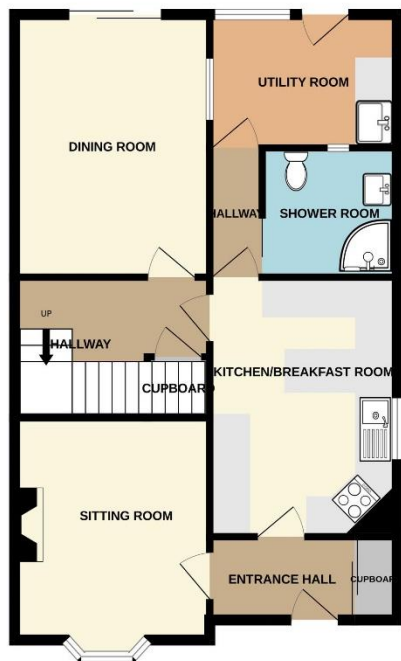 UTILITY ROOM
DINING ROOM
HALLWAY
SHOWER ROOM
UP
HALLWAY
CUPBOARD
KITCHEN/BREAKFAST ROOM
SITTING ROOM
ENTRANCE HALL
CUPBOARD